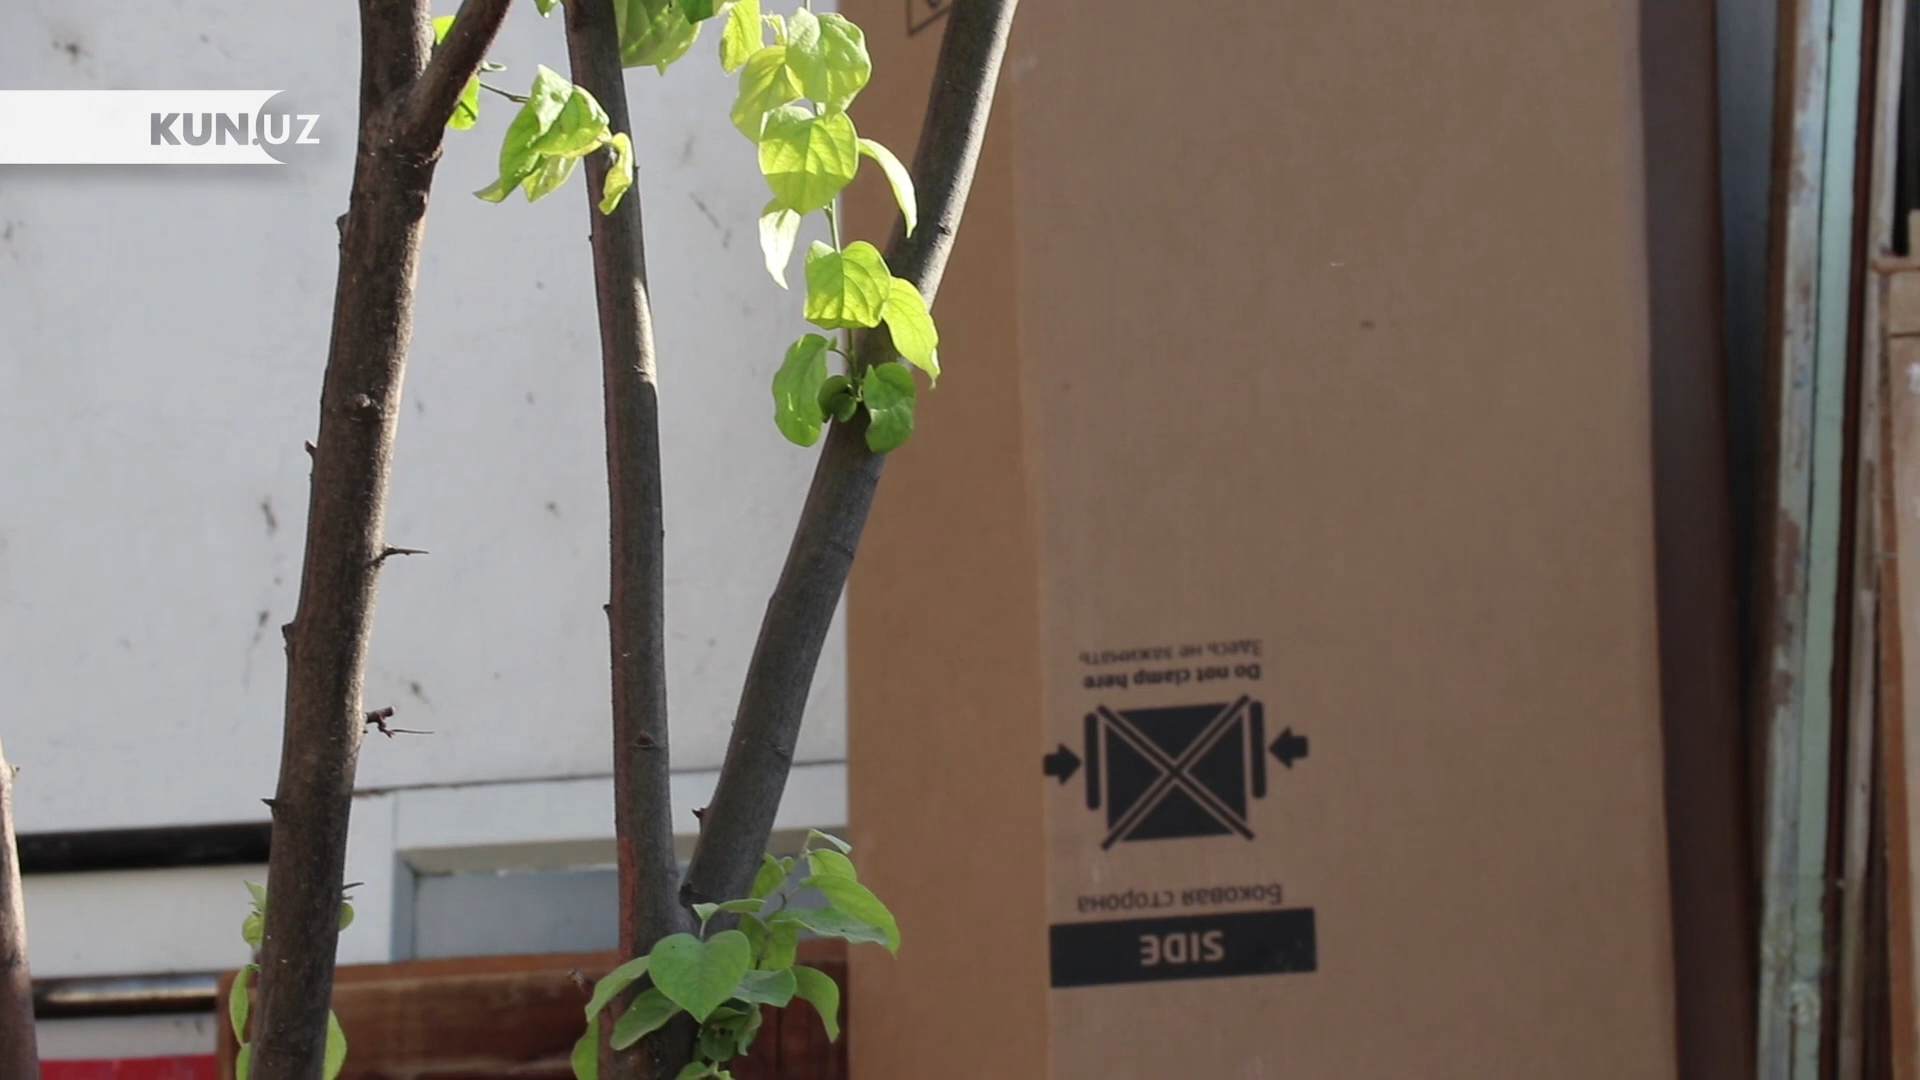 KUN.UZ
SIDE
Боковая сторона
Do not clamp here
Здесь не зажимать